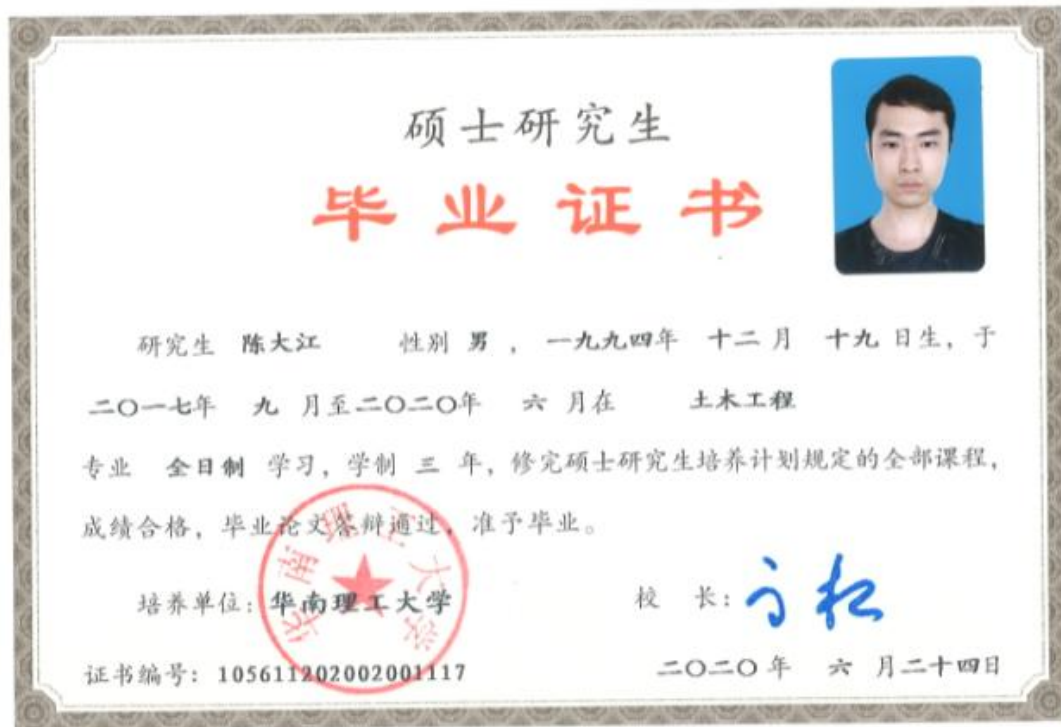 硕士研究生
毕业证书
研究生 陈大江 性别 男 , 一九九四年 十二 月 十九 日生, 于
二〇一七年 九 月至二〇二〇年 六 月在 土木工程
专业 全日制 学习, 学制 三 年, 修完硕士研究生培养计划规定的全部课程,
成绩合格, 毕业论文答辩通过, 准予毕业。
华南理工大学
培养单位: 华南理工大学 校 长:
证书编号: 105611202002001117 二〇二〇 年 六 月二十四日